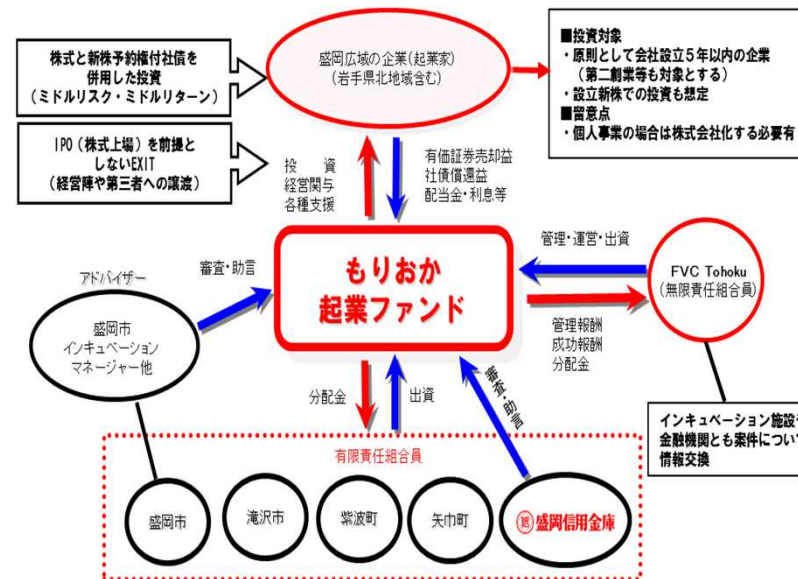 株式と新株予約権付社債を
併用した投資
(ミドルリスク・ミドルリターン)
盛岡広域の企業(起業家)
(岩手県北地域含む)
■投資対象
・原則として会社設立5年以内の企業
(第二創業等も対象とする)
・設立新株での投資も想定
■留意点
・個人事業の場合は株式会社化する必要有
IPO(株式上場)を前提と
しないEXIT
(経営陣や第三者への譲渡)
投 資
経営関与
各種支援
有価証券売却益
社債償還益
配当金・利息等
アドバイザー
審査・助言
もりおか
起業ファンド
管理・運営・出資
FVC Tohoku
(無限責任組合員)
盛岡市
インキュベーション
マネージャー他
管理報酬
成功報酬
分配金
分配金
出資
審査・助言
インキュベーション施設
金融機関とも案件につい
情報交換
有限責任組合員
盛岡市
滝沢市
紫波町
矢巾町
盛岡信用金庫